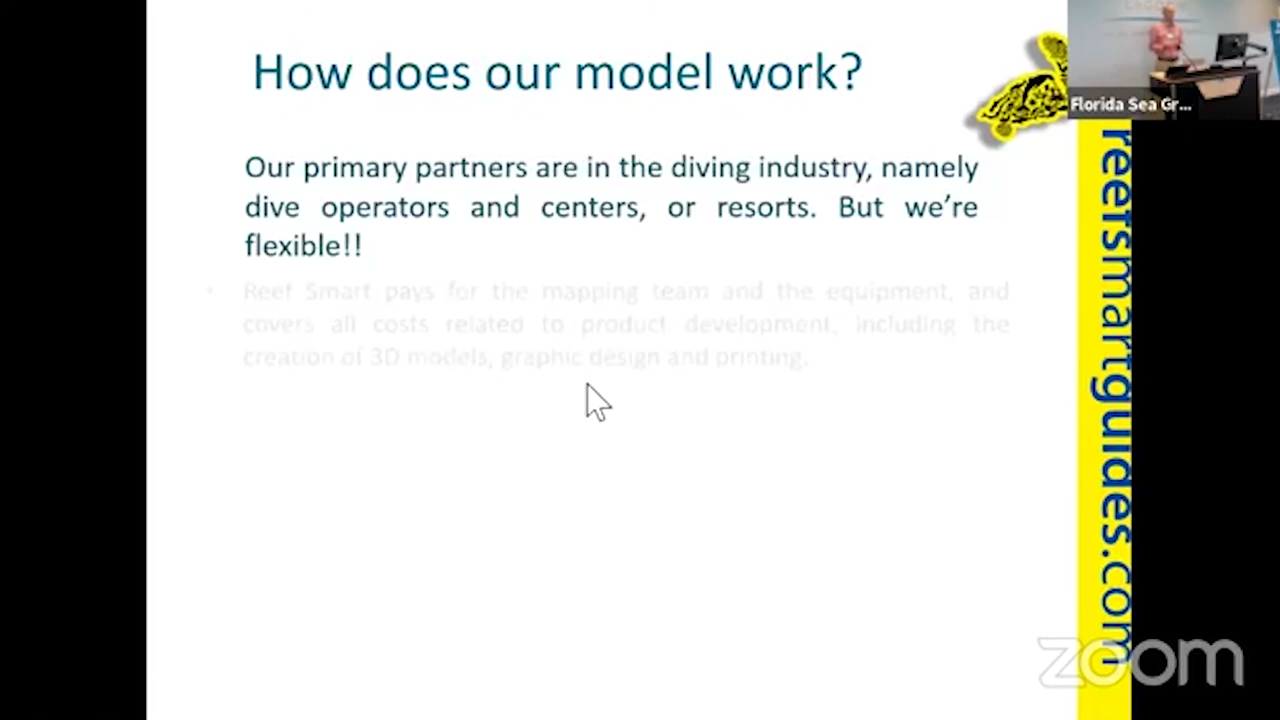 How does our model work?
Our primary partners are in the diving industry, namely
dive operators and centers, or resorts. But we're
flexible!!
• Reef Smart pays for the mapping team and the equipment, and
covers all costs related to product development, including the
creation of 3D models, graphic design and printing.
Florida Sea Gr...
reefsmartguides.com
zoom